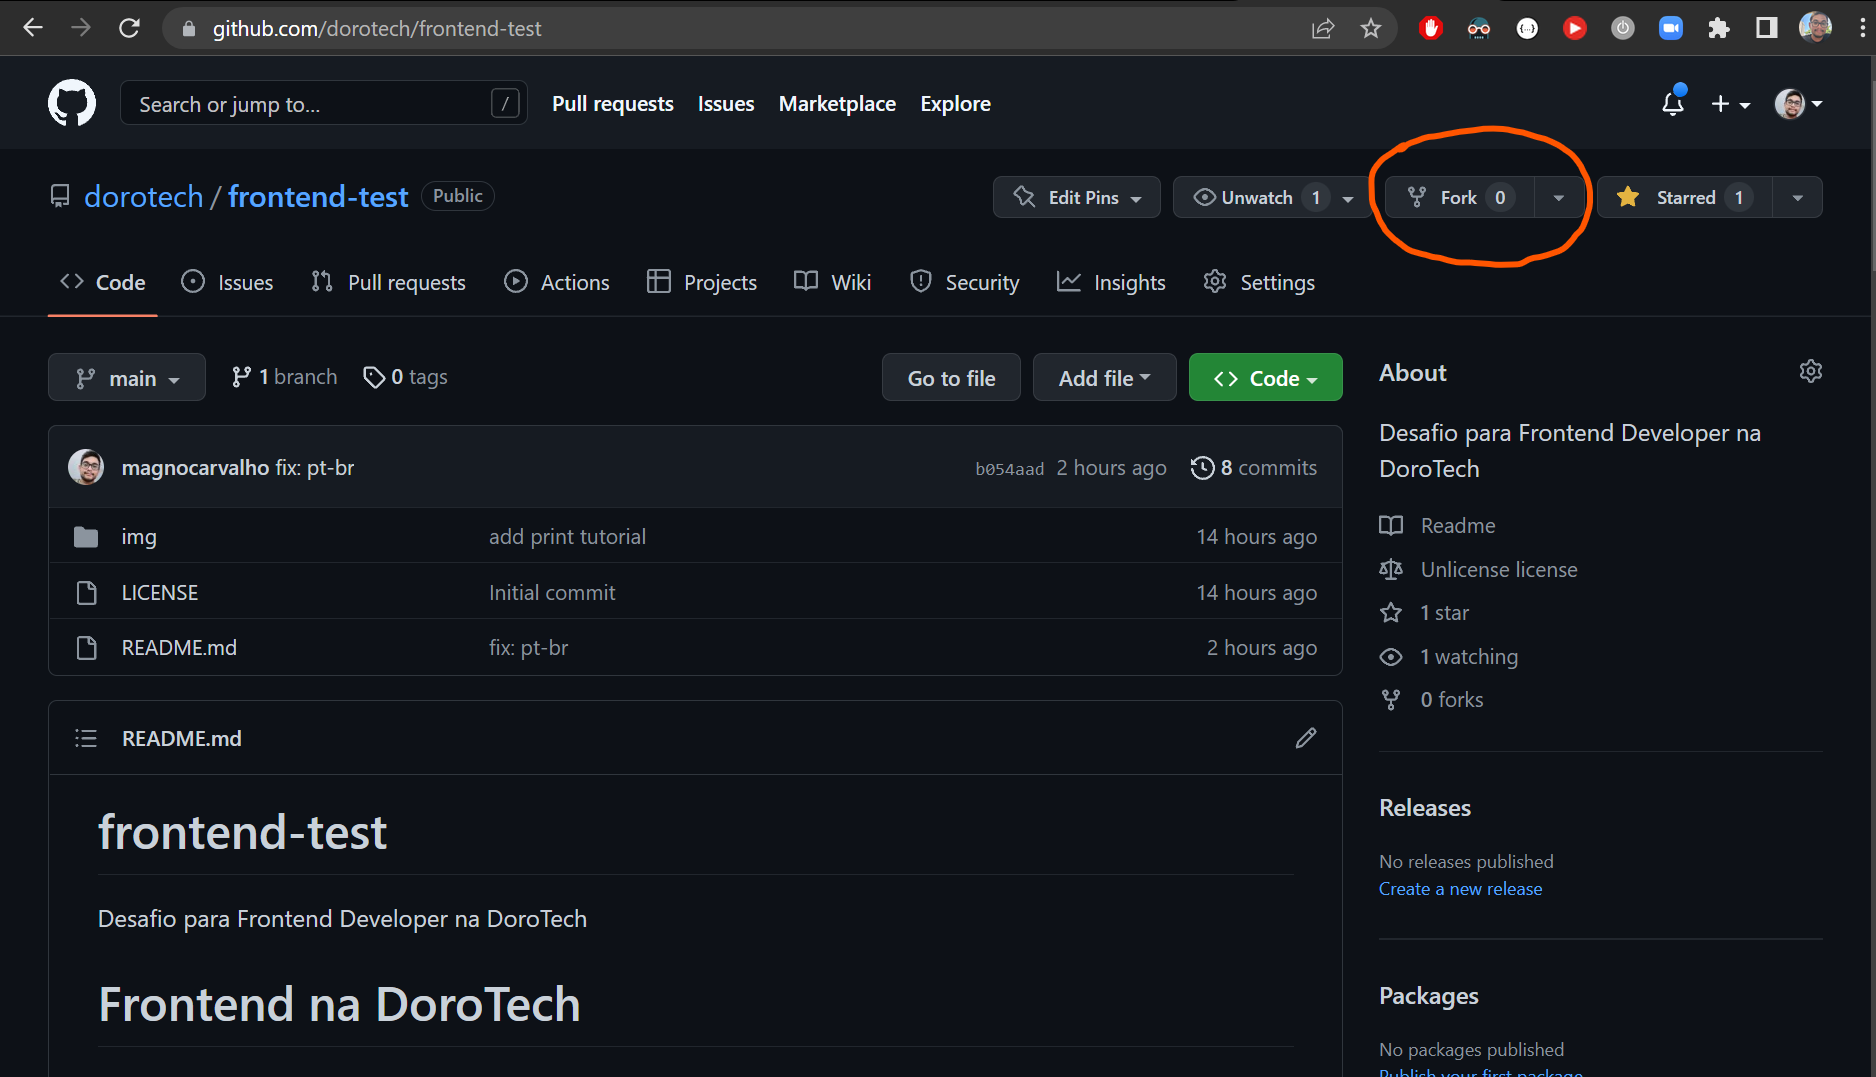 github.com/dorotech/frontend-test
Search or jump to... /
Pull requests Issues Marketplace Explore
dorotech / frontend-test Public
Edit Pins Unwatch 1 Fork 0 Starred 1
Code Issues Pull requests Actions Projects Wiki Security Insights Settings
main 1 branch 0 tags Go to file Add file Code
magnocarvalho fix: pt-br b054aad 2 hours ago 8 commits
img add print tutorial 14 hours ago
LICENSE Initial commit 14 hours ago
README.md fix: pt-br 2 hours ago
README.md
frontend-test
Desafio para Frontend Developer na DoroTech
Frontend na DoroTech
About
Desafio para Frontend Developer na
DoroTech
Readme
Unlicense license
1 star
1 watching
0 forks
Releases
No releases published
Create a new release
Packages
No packages published
Publish your first package